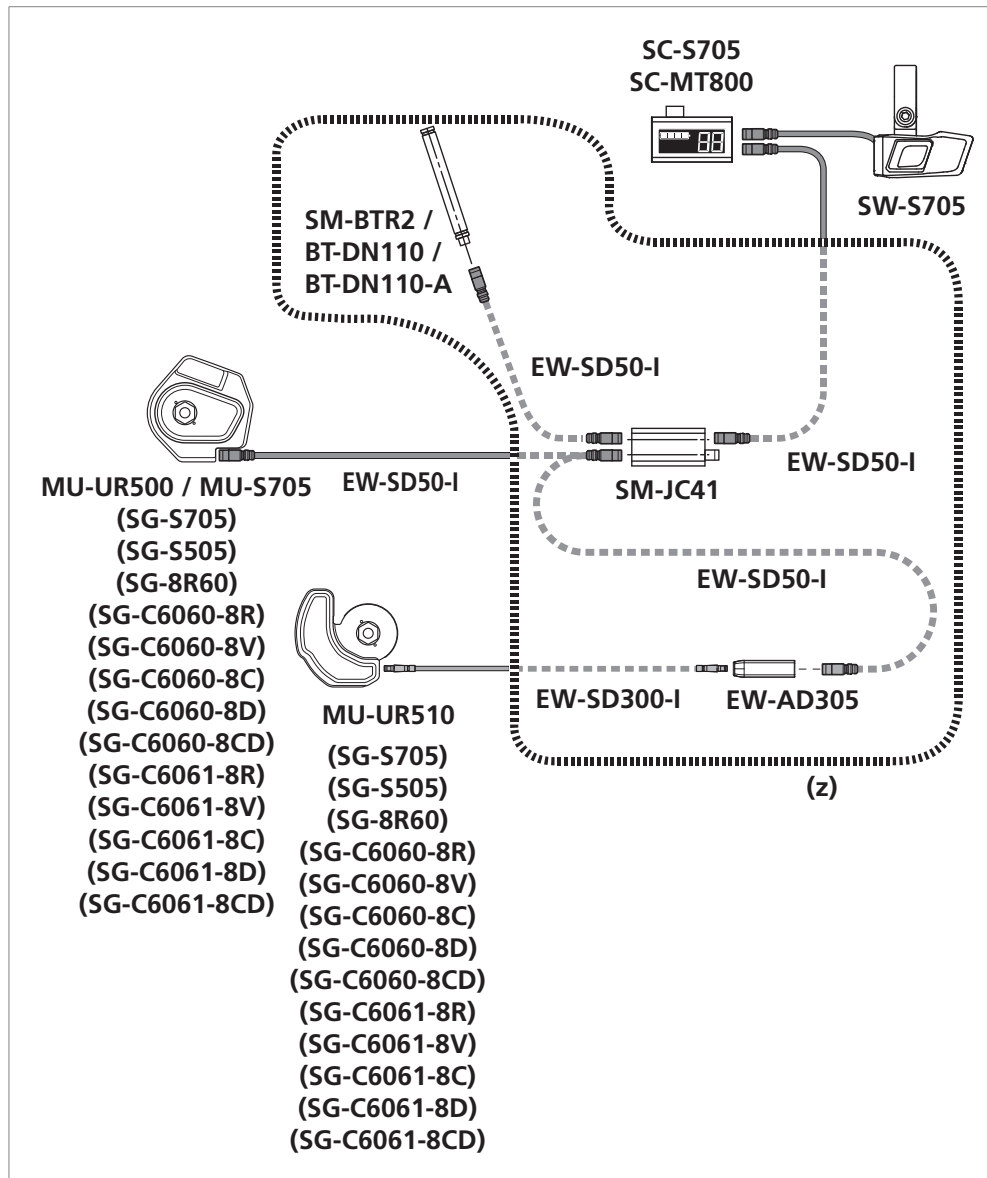 SC-S705
SC-MT800
SW-S705
SM-BTR2 /
BT-DN110 /
BT-DN110-A
EW-SD50-I
EW-SD50-I
SM-JC41
EW-SD50-I
MU-UR500 / MU-S705
(SG-S705)
(SG-S505)
(SG-8R60)
(SG-C6060-8R)
(SG-C6060-8V)
(SG-C6060-8C)
(SG-C6060-8D)
(SG-C6060-8CD)
(SG-C6061-8R)
(SG-C6061-8V)
(SG-C6061-8C)
(SG-C6061-8D)
(SG-C6061-8CD)
EW-SD50-I
EW-SD300-I
EW-AD305
(z)
MU-UR510
(SG-S705)
(SG-S505)
(SG-8R60)
(SG-C6060-8R)
(SG-C6060-8V)
(SG-C6060-8C)
(SG-C6060-8D)
(SG-C6060-8CD)
(SG-C6061-8R)
(SG-C6061-8V)
(SG-C6061-8C)
(SG-C6061-8D)
(SG-C6061-8CD)